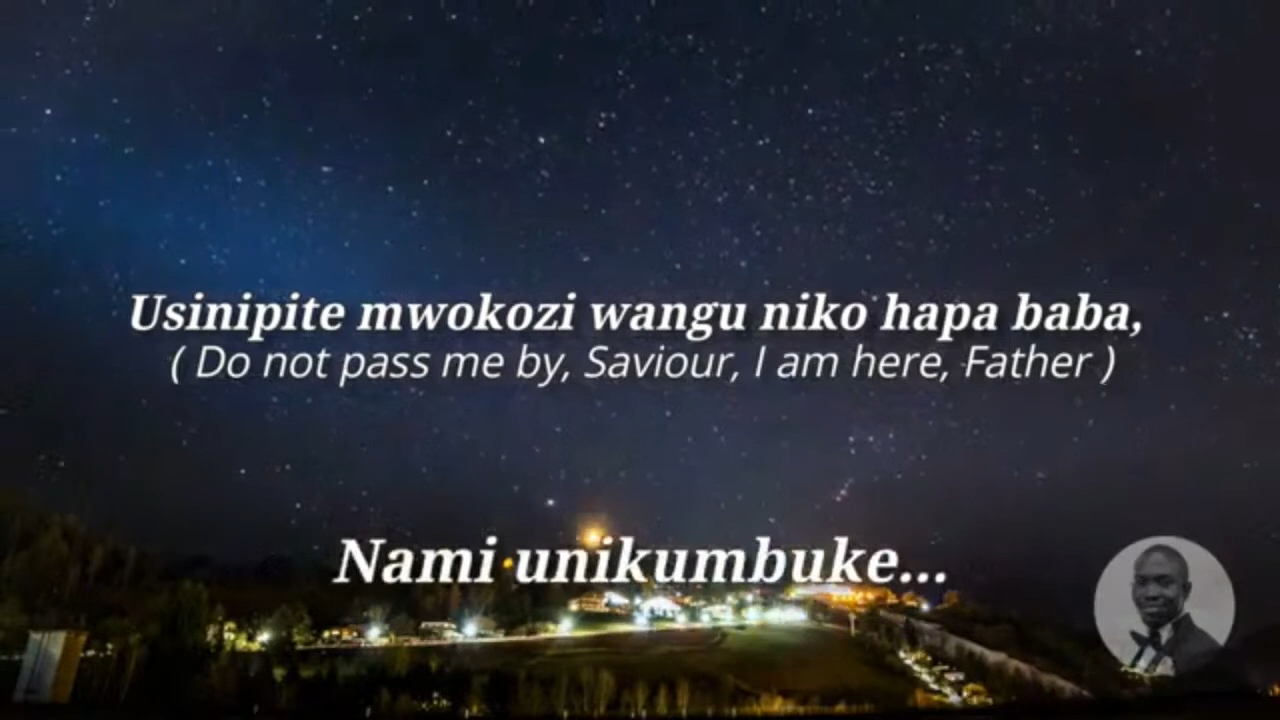 Usinipite mwokozi wangu niko hapa baba,
( Do not pass me by, Saviour, I am here, Father )
Nami unikumbuke...